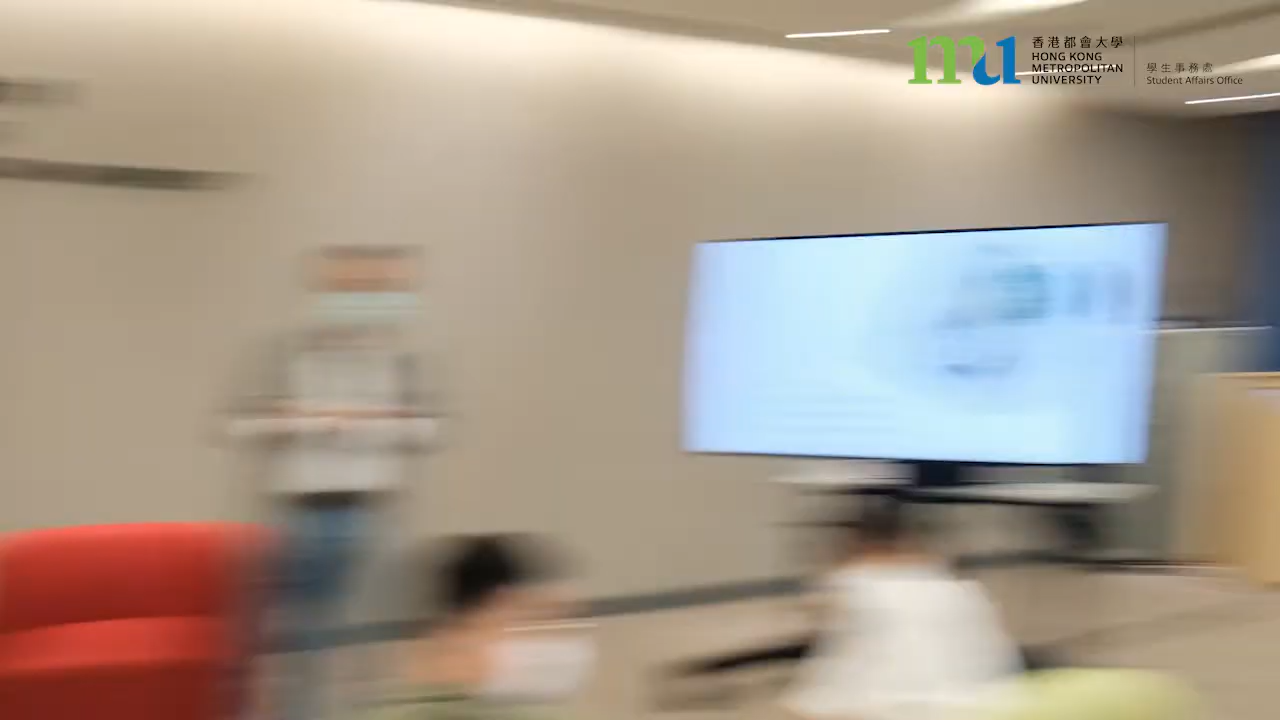 mu
香港都會大學
HONG KONG
METROPOLITAN
UNIVERSITY
學生事務處
Student Affairs Office